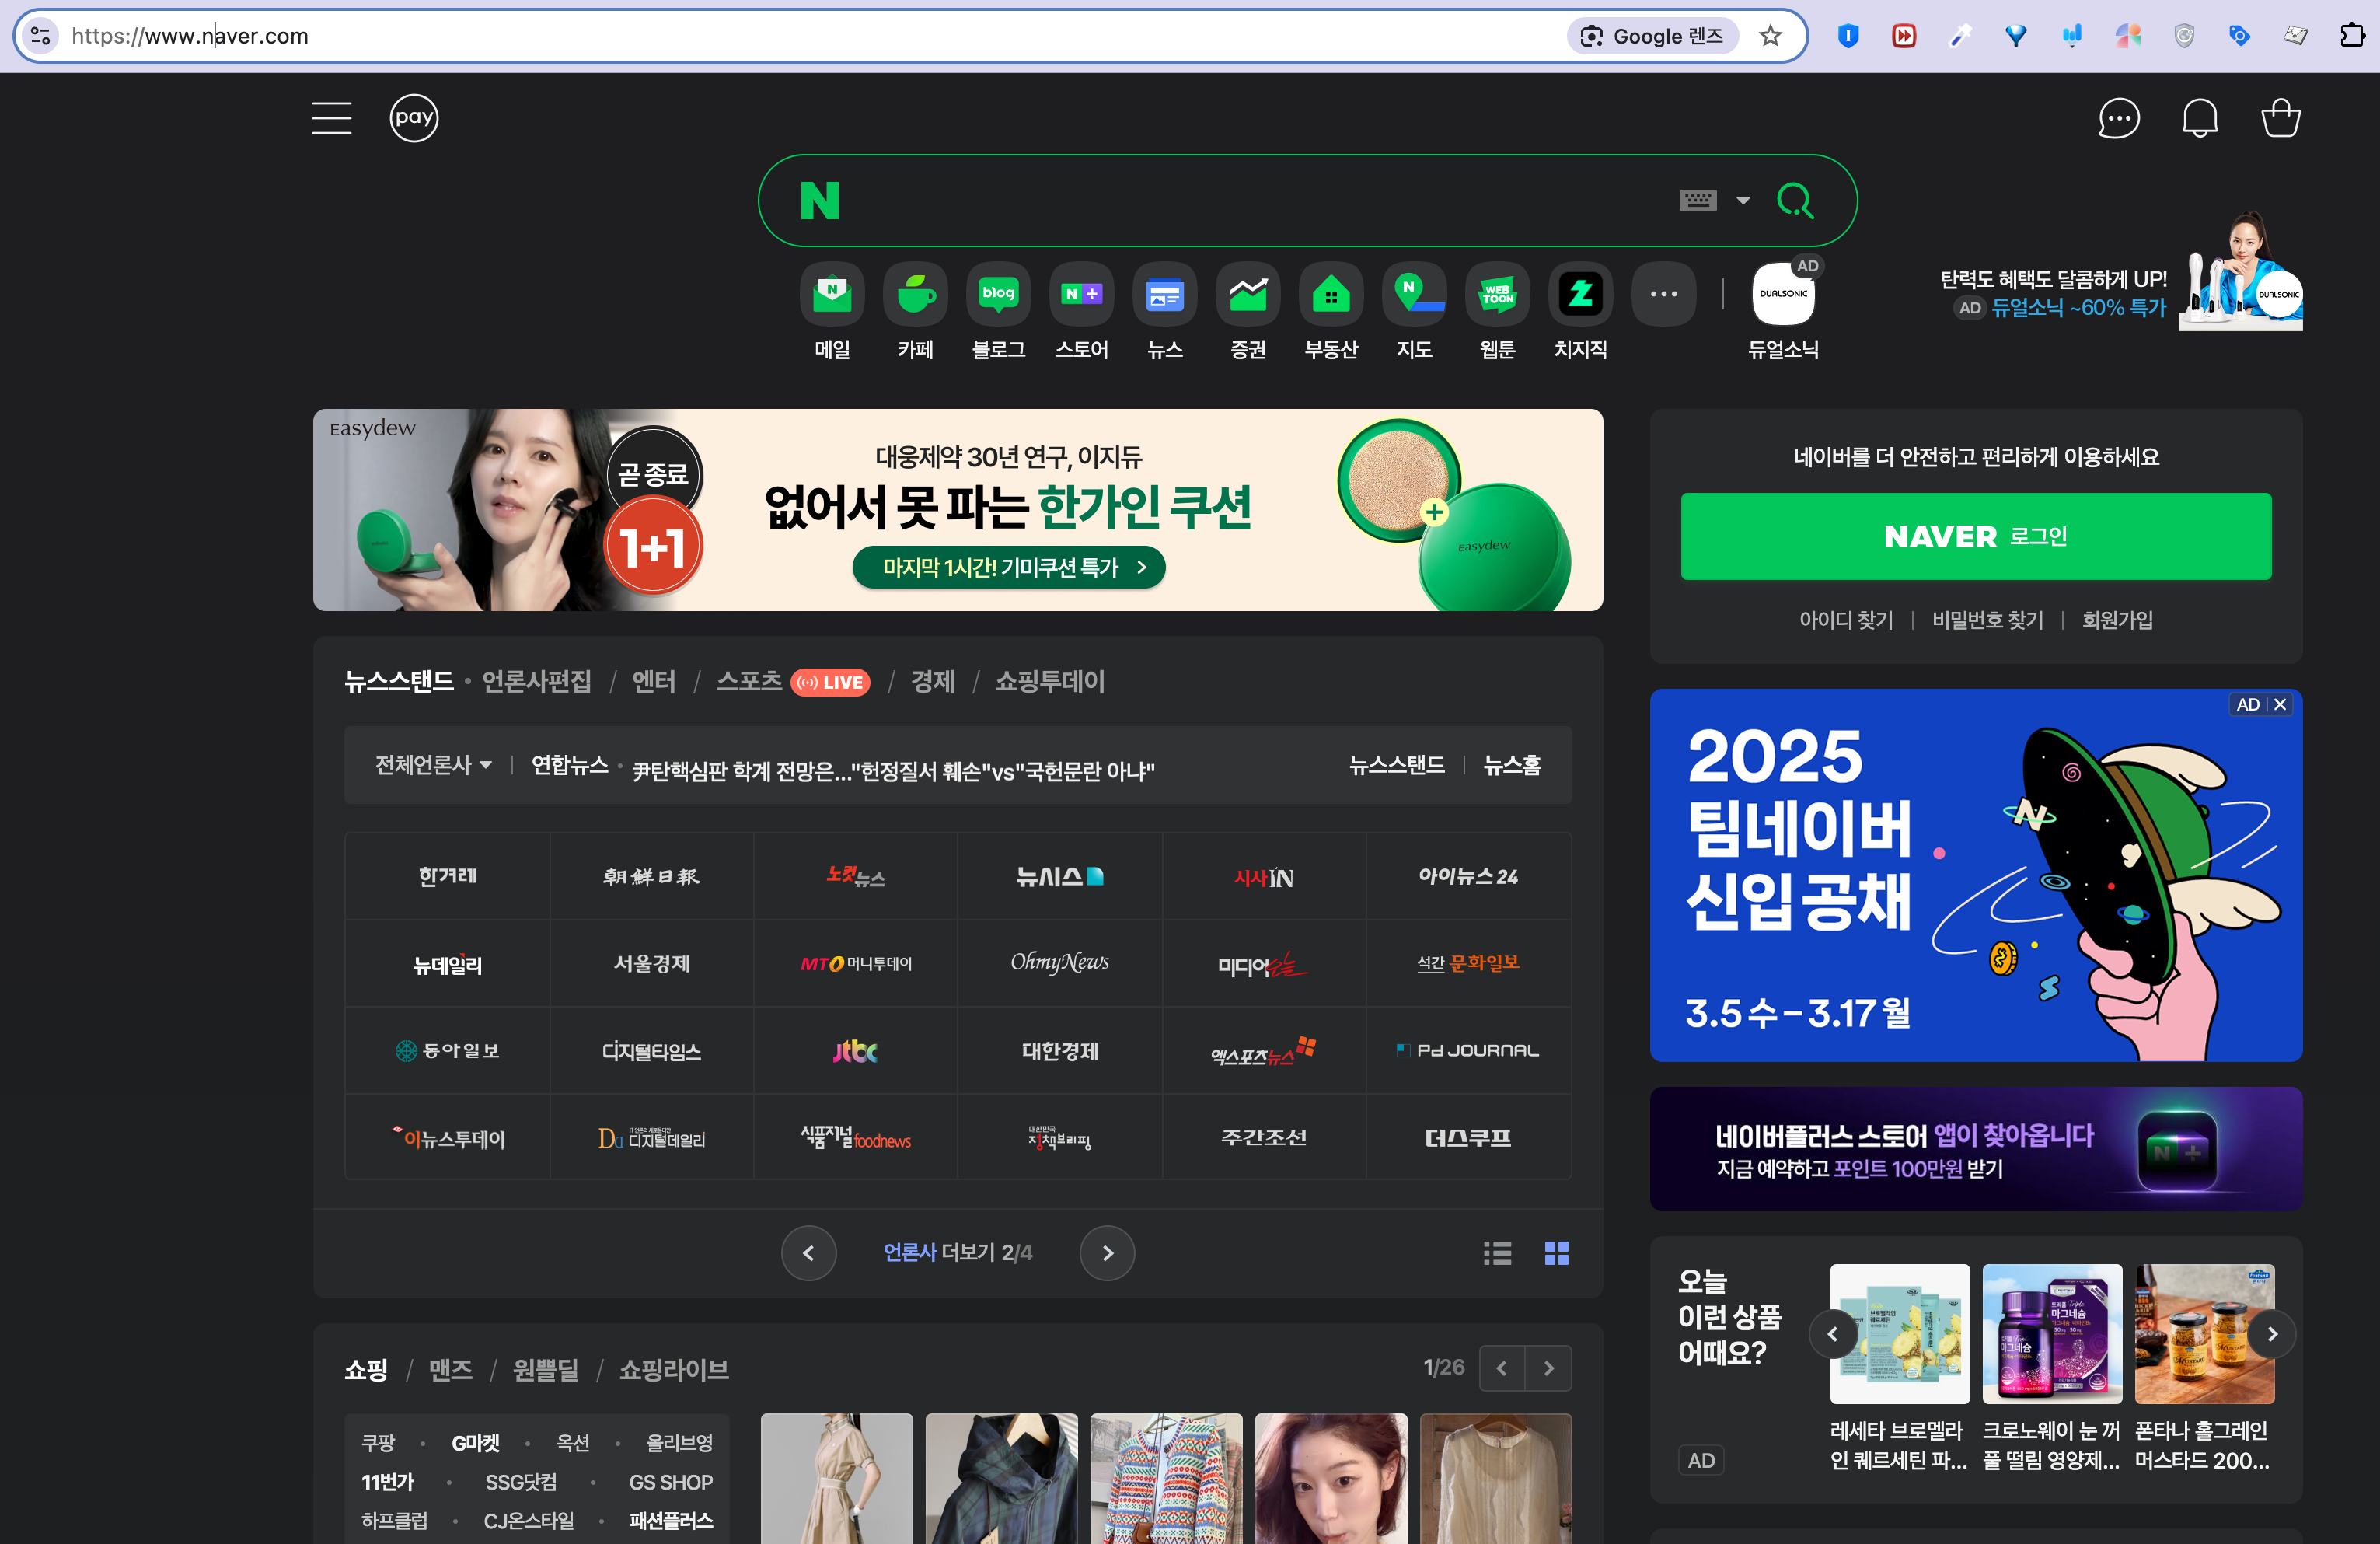 https://www.naver.com
Google 렌즈
pay
N
메일
카페
blog
블로그
N+
스토어
뉴스
증권
부동산
N
지도
WEB
TOON
웹툰
치지직
AD
DUALSONIC
듀얼소닉
탄력도 혜택도 달콤하게 UP!
AD 듀얼소닉 ~60% 특가
DUALSONIC
Easydew
곧 종료
1+1
대웅제약 30년 연구, 이지듀
없어서 못 파는 한가인 쿠션
마지막 1시간! 기미쿠션 특가 >
Easydew
네이버를 더 안전하고 편리하게 이용하세요
NAVER 로그인
아이디 찾기 | 비밀번호 찾기 | 회원가입
뉴스스탠드 • 언론사편집 / 엔터 / 스포츠 LIVE / 경제 / 쇼핑투데이
전체언론사 | 연합뉴스 • 尹탄핵심판 학계 전망은..."헌정질서 훼손"vs"국헌문란 아냐"
뉴스스탠드 | 뉴스홈
한겨레
朝鮮日報
노컷뉴스
뉴시스
시사IN
아이뉴스24
뉴데일리
서울경제
MTO 머니투데이
OhmyNews
미디어오늘
석간 문화일보
동아일보
디지털타임스
jtbc
대한경제
엑스포츠뉴스
Pd JOURNAL
이뉴스투데이
DD 디지털데일리
식품저널 foodnews
대한민국
정책브리핑
주간조선
더스쿠프
언론사 더보기 2/4
AD
2025
팀네이버
신입 공채
3.5 수 – 3.17 월
네이버플러스 스토어 앱이 찾아옵니다
지금 예약하고 포인트 100만원 받기
N+
오늘
이런 상품
어때요?
AD
레세타 브로멜라
인 퀘르세틴 파...
크로노웨이 눈 꺼
풀 떨림 영양제...
폰타나 홀그레인
머스타드 200...
쇼핑 / 맨즈 / 원쁠딜 / 쇼핑라이브
1/26
쿠팡 • G마켓 • 옥션 • 올리브영
11번가 • SSG닷컴 • GS SHOP
하프클럽 • CJ온스타일 • 패션플러스